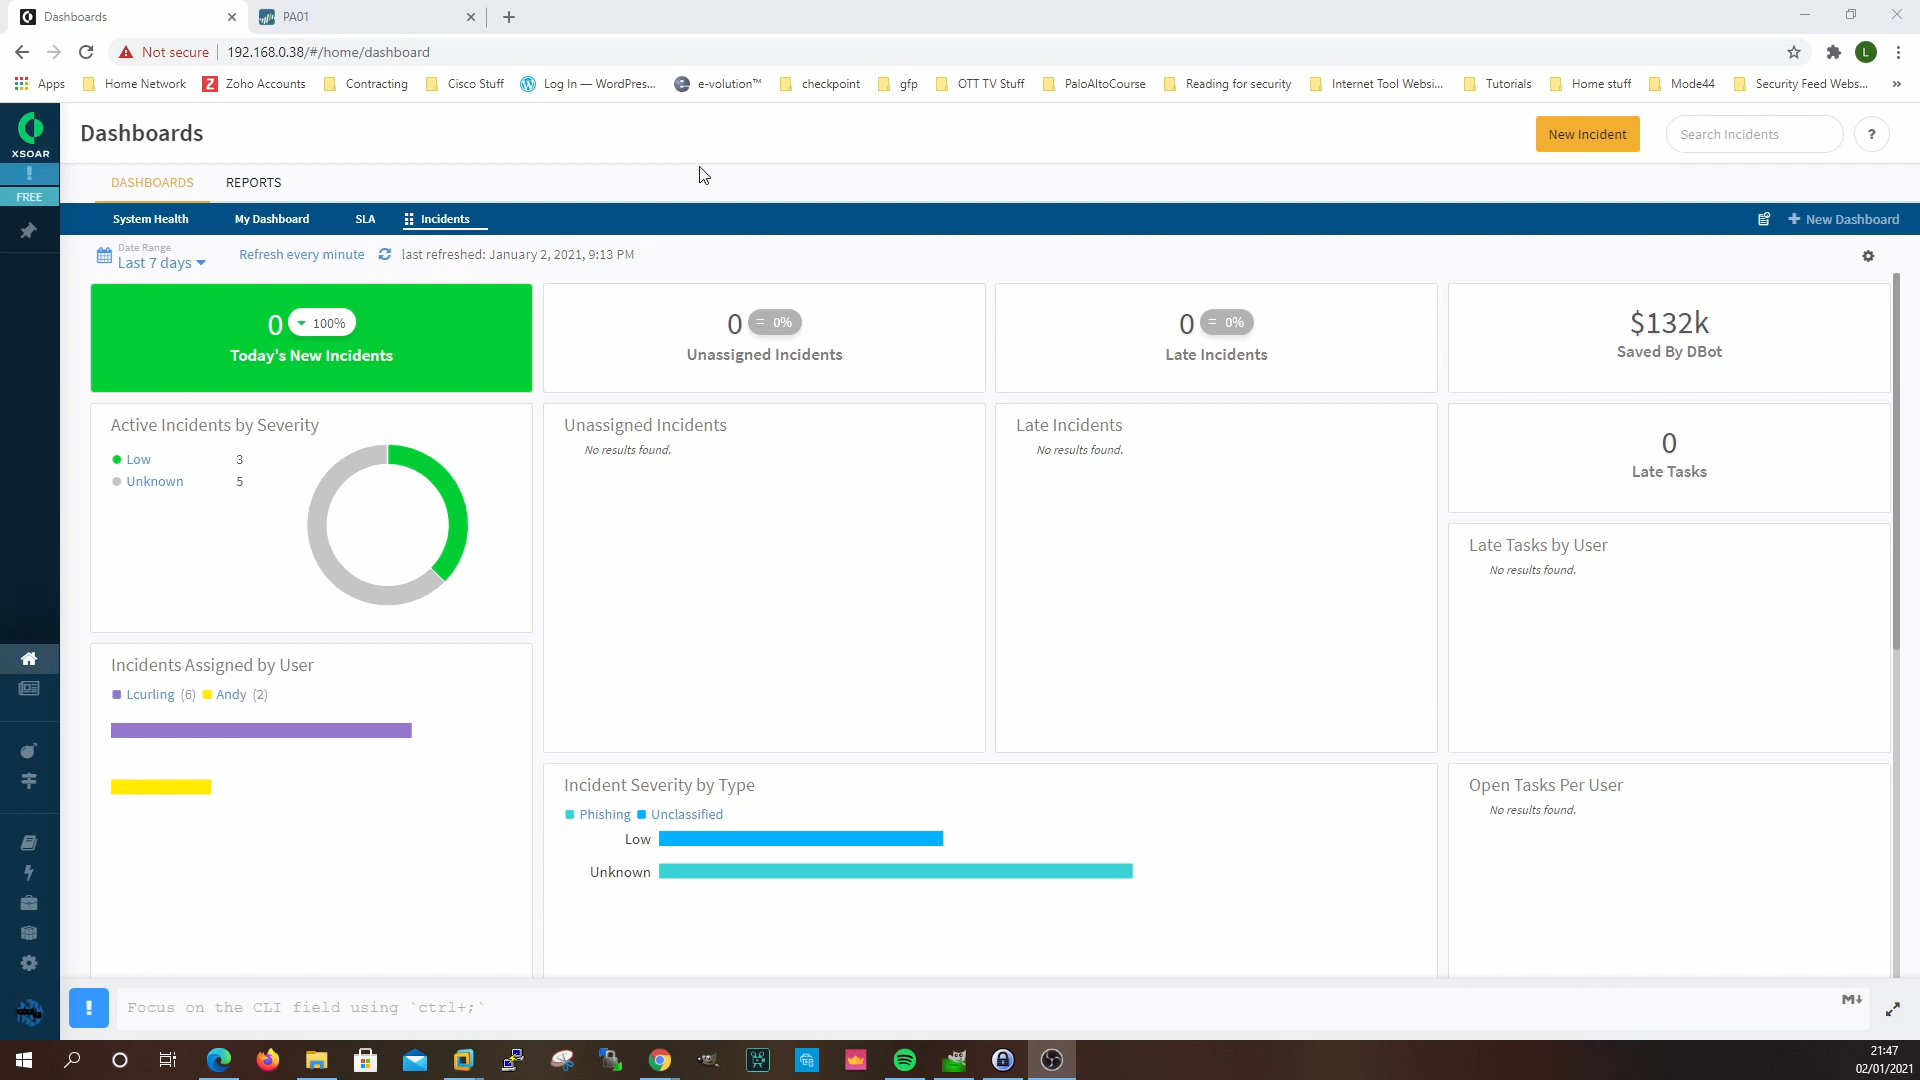 Dashboards
PA01
Not secure
192.168.0.38/#/home/dashboard
L
Apps
Home Network
Z
Zoho Accounts
Contracting
Cisco Stuff
Log In — WordPres...
e-volution™
checkpoint
gfp
OTT TV Stuff
PaloAltoCourse
Reading for security
Internet Tool Websi...
Tutorials
Home stuff
Mode44
Security Feed Webs...
»
XSOAR
!
FREE
Dashboards
New Incident
Search Incidents
?
DASHBOARDS
REPORTS
System Health
My Dashboard
SLA
Incidents
New Dashboard
Date Range
Last 7 days
Refresh every minute
last refreshed: January 2, 2021, 9:13 PM
0
100%
Today's New Incidents
0
= 0%
Unassigned Incidents
0
= 0%
Late Incidents
$132k
Saved By DBot
Active Incidents by Severity
Low 3
Unknown 5
Unassigned Incidents
No results found.
Late Incidents
No results found.
0
Late Tasks
Late Tasks by User
No results found.
Incidents Assigned by User
Lcurling (6) Andy (2)
Incident Severity by Type
Phishing Unclassified
Low
Unknown
Open Tasks Per User
No results found.
!
Focus on the CLI field using `ctrl+;`
M
21:47
02/01/2021